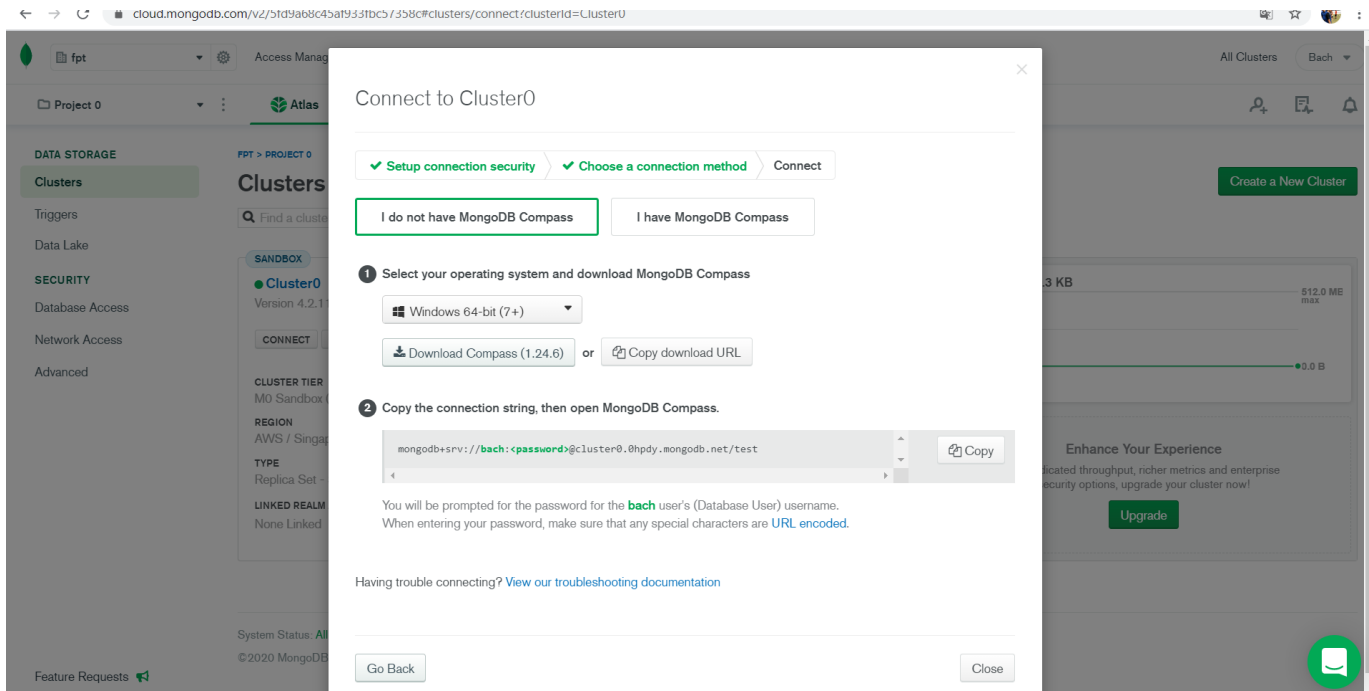 cloud.mongodb.com/v2/5fd9a68c45af933fbc57358c#clusters/connect?clusterId=Cluster0
fpt
Access Manag
All Clusters
Bach
Project 0
Atlas
Connect to Cluster0
DATA STORAGE
Clusters
Triggers
Data Lake
SECURITY
Database Access
Network Access
Advanced
Feature Requests
FPT > PROJECT 0
Clusters
Find a cluste
SANDBOX
Cluster0
Version 4.2.11
CONNECT
CLUSTER TIER
M0 Sandbox (
REGION
AWS / Singap
TYPE
Replica Set -
LINKED REALM
None Linked
System Status: All
©2020 MongoDB
Setup connection security
Choose a connection method
Connect
I do not have MongoDB Compass
I have MongoDB Compass
1 Select your operating system and download MongoDB Compass
Windows 64-bit (7+)
Download Compass (1.24.6) or Copy download URL
2 Copy the connection string, then open MongoDB Compass.
mongodb+srv://bach:<password>@cluster0.0hpdy.mongodb.net/test
Copy
You will be prompted for the password for the bach user's (Database User) username.
When entering your password, make sure that any special characters are URL encoded.
Having trouble connecting? View our troubleshooting documentation
Go Back
Close
Create a New Cluster
.3 KB
512.0 MB
max
0.0 B
Enhance Your Experience
dicated throughput, richer metrics and enterprise
ecurity options, upgrade your cluster now!
Upgrade